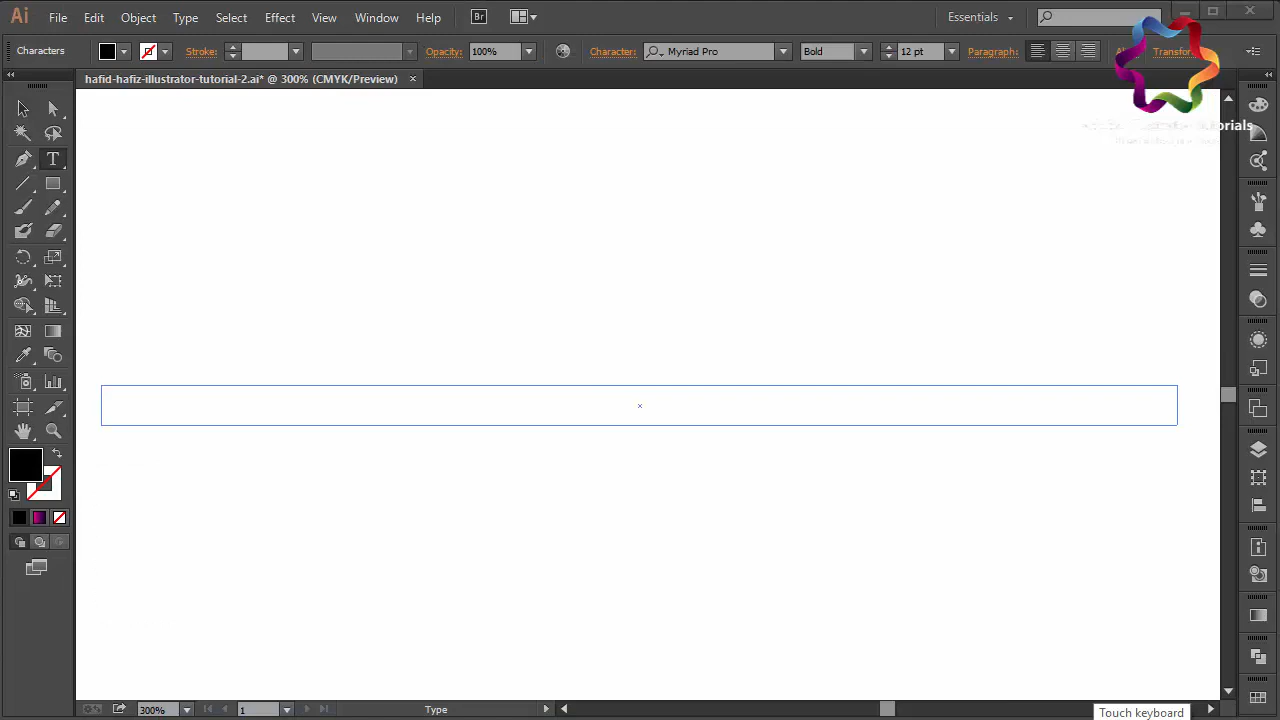 Ai File Edit Object Type Select Effect View Window Help Br Essentials
Characters Stroke: Opacity: 100% Character: Myriad Pro Bold 12 pt Paragraph: Transform
hafid-hafiz-illustrator-tutorial-2.ai* @ 300% (CMYK/Preview)
T
300% 1 Type
Touch keyboard